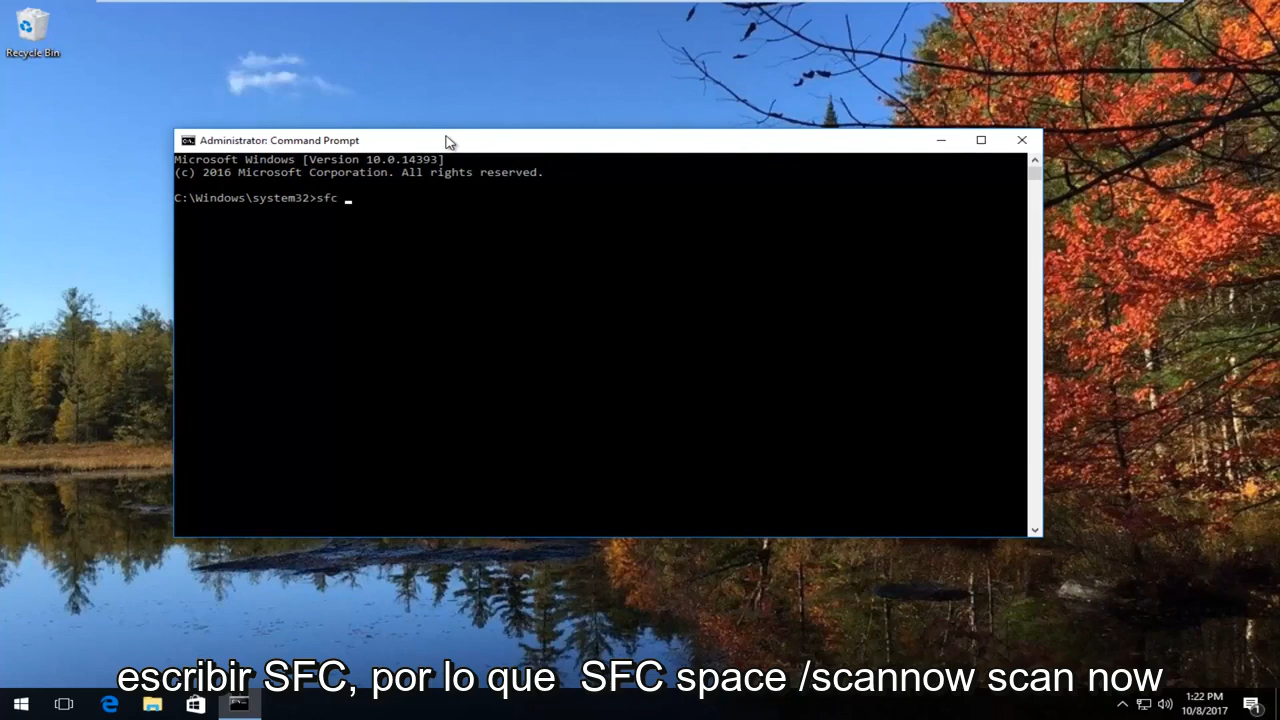 Recycle Bin
Administrator: Command Prompt
Microsoft Windows [Version 10.0.14393]
(c) 2016 Microsoft Corporation. All rights reserved.
C:\Windows\system32>sfc _
escribir SFC, por lo que SFC space /scannow scan now
1:22 PM
10/8/2017
1